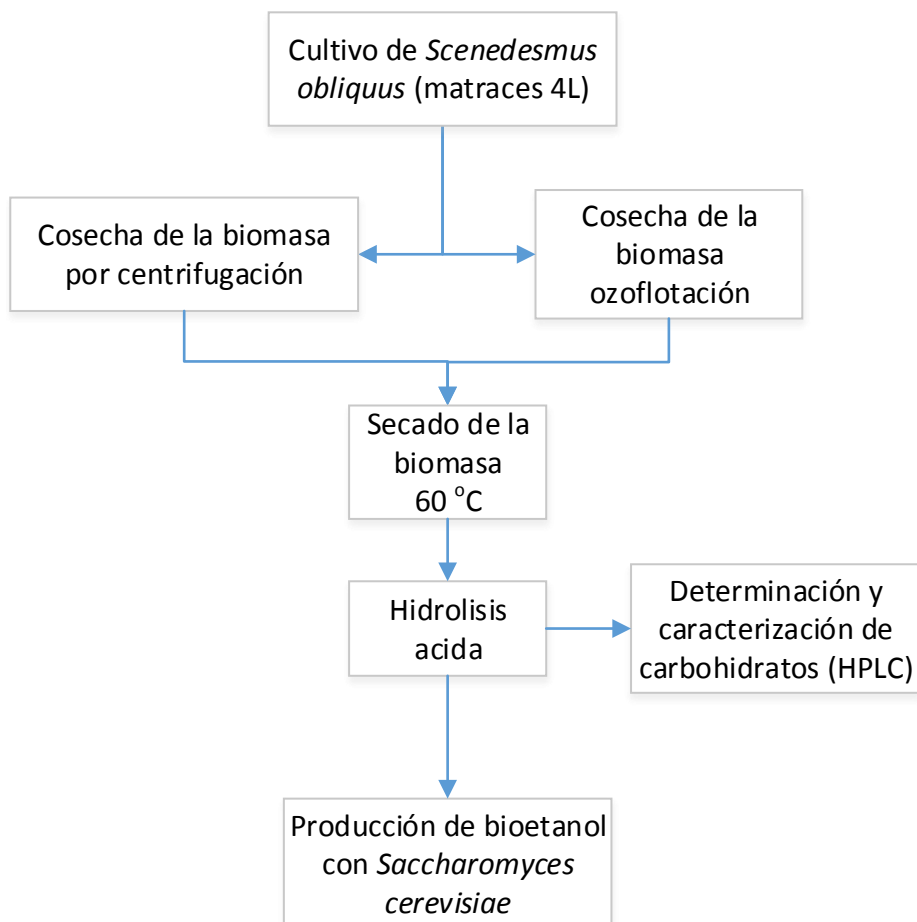 Cultivo de Scenedesmus
obliquus (matraces 4L)
Cosecha de la biomasa
por centrifugación
Cosecha de la
biomasa
ozoflotación
Secado de la
biomasa
60 °C
Hidrolisis
acida
Determinación y
caracterización de
carbohidratos (HPLC)
Producción de bioetanol
con Saccharomyces
cerevisiae